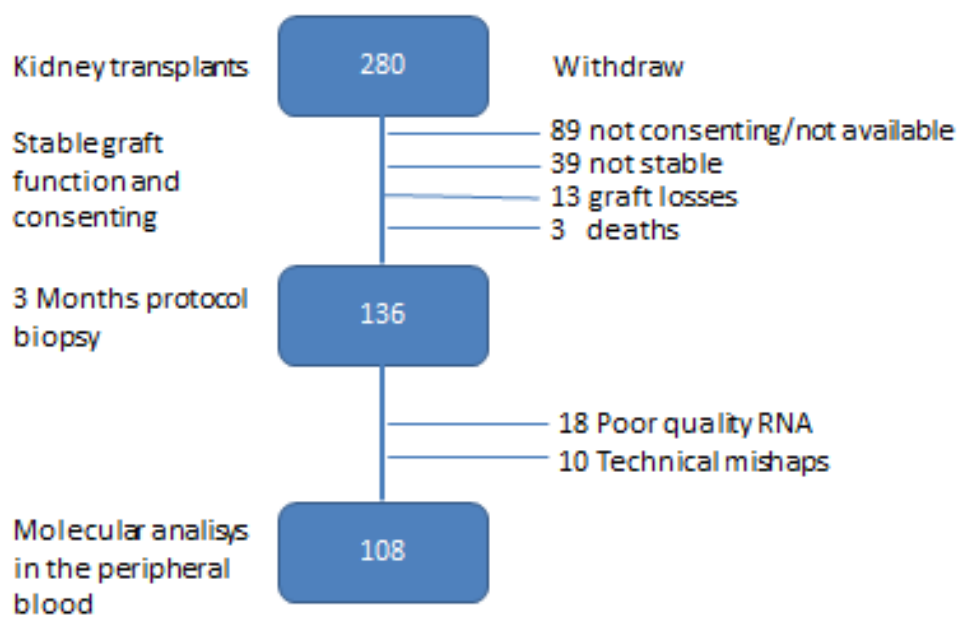 Kidney transplants
280
Withdraw
Stable graft
function and
consenting
89 not consenting/not available
39 not stable
13 graft losses
3 deaths
3 Months protocol
biopsy
136
18 Poor quality RNA
10 Technical mishaps
Molecular analisys
in the peripheral
blood
108